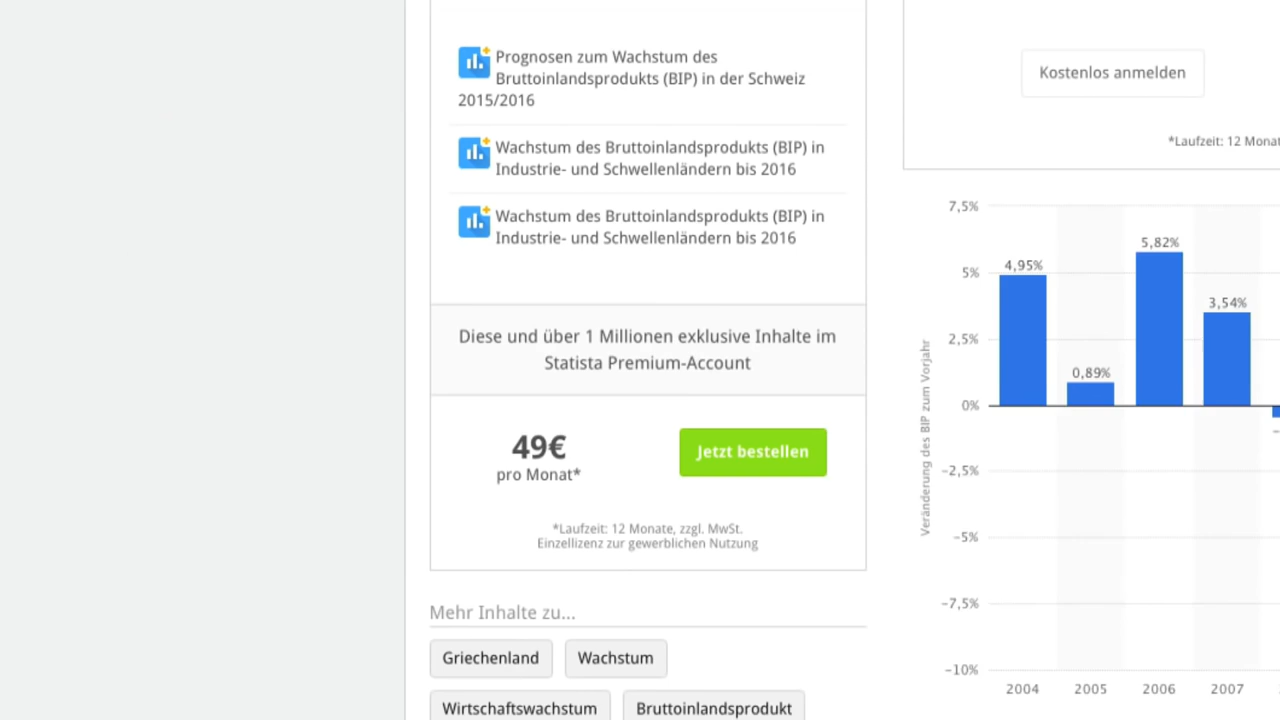 Prognosen zum Wachstum des
Bruttoinlandsprodukts (BIP) in der Schweiz
2015/2016
Wachstum des Bruttoinlandsprodukts (BIP) in
Industrie- und Schwellenländern bis 2016
Wachstum des Bruttoinlandsprodukts (BIP) in
Industrie- und Schwellenländern bis 2016
Diese und über 1 Millionen exklusive Inhalte im
Statista Premium-Account
49€
pro Monat*
Jetzt bestellen
*Laufzeit: 12 Monate, zzgl. MwSt.
Einzellizenz zur gewerblichen Nutzung
Mehr Inhalte zu...
Griechenland
Wachstum
Wirtschaftswachstum
Bruttoinlandsprodukt
Kostenlos anmelden
*Laufzeit: 12 Monat
Veränderung des BIP zum Vorjahr
7,5%
5%
2,5%
0%
-2,5%
-5%
-7,5%
-10%
4,95%
0,89%
5,82%
3,54%
2004
2005
2006
2007